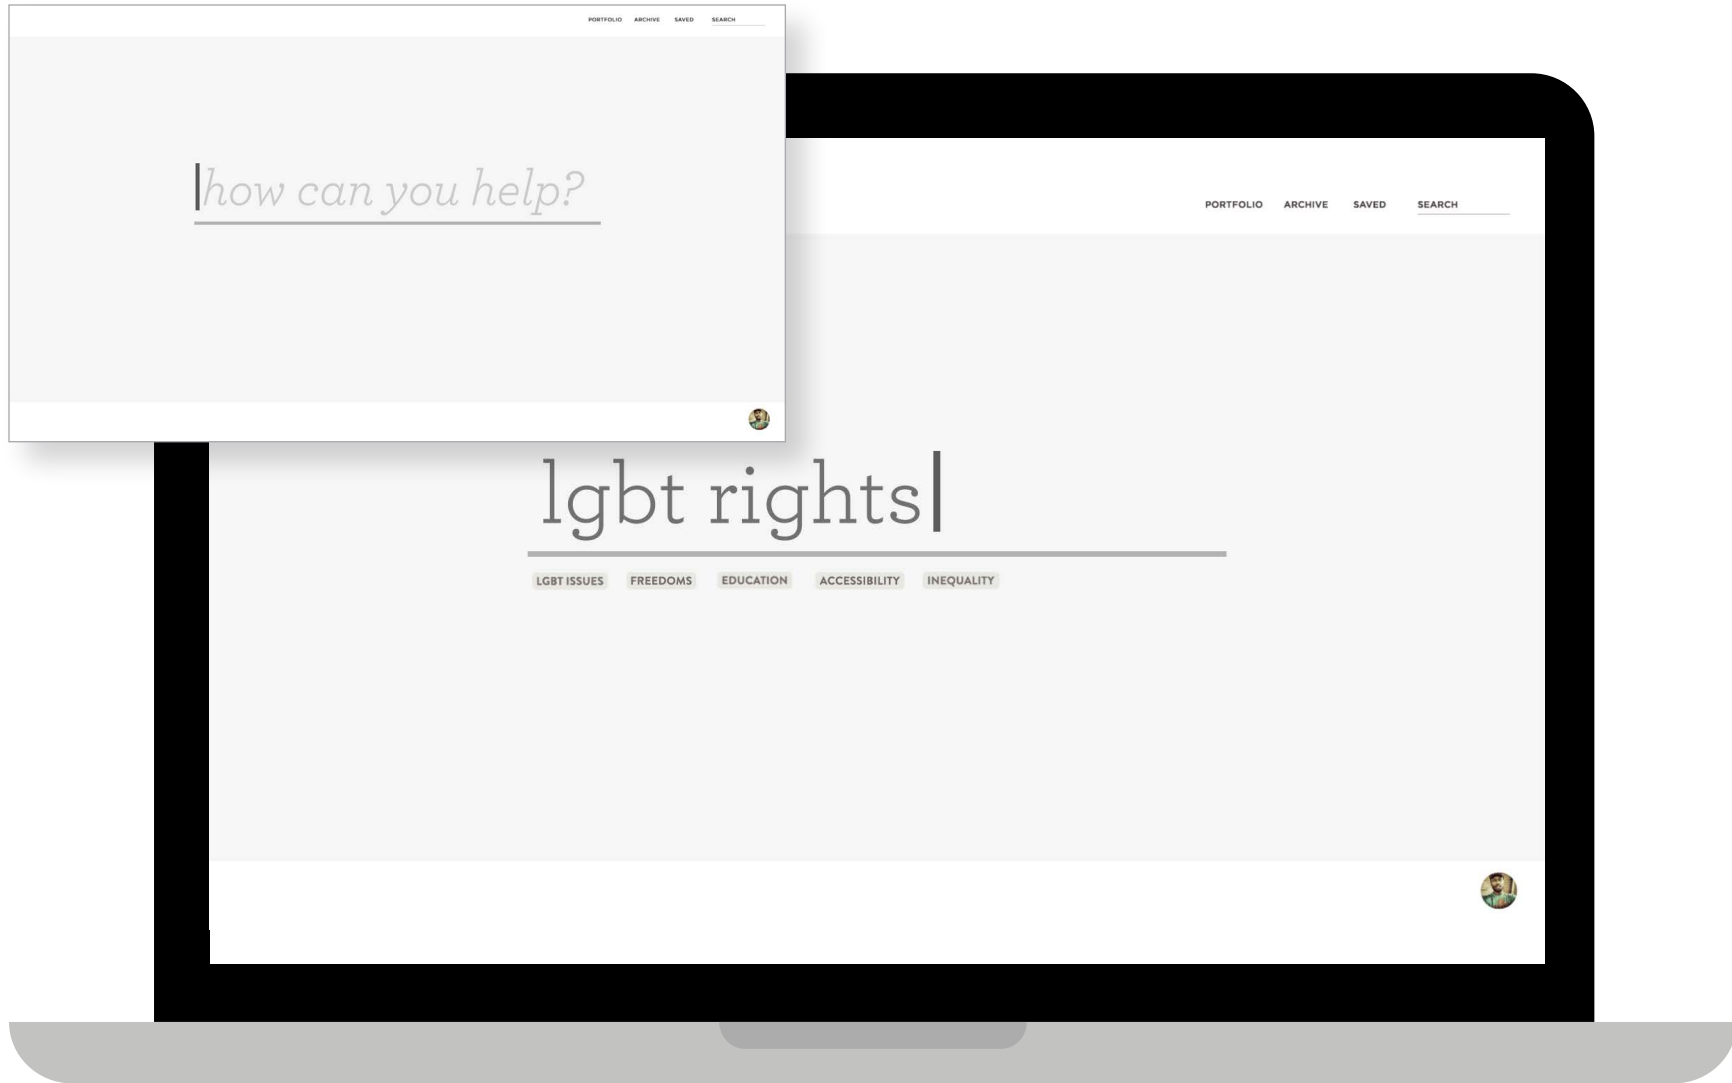 PORTFOLIO ARCHIVE SAVED SEARCH
how can you help?
PORTFOLIO ARCHIVE SAVED SEARCH
lgbt rights
LGBT ISSUES FREEDOMS EDUCATION ACCESSIBILITY INEQUALITY